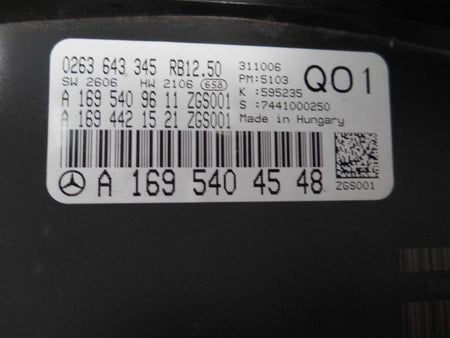 0263 643 345 RB12.50
SW 2606 HW 2106 658
A 169 540 96 11 ZGS001
A 169 442 15 21 ZGS001
311006
PM:5103
K :595235
S :7441000250
Made in Hungary
Q01
A 169 540 45 48
ZGS001